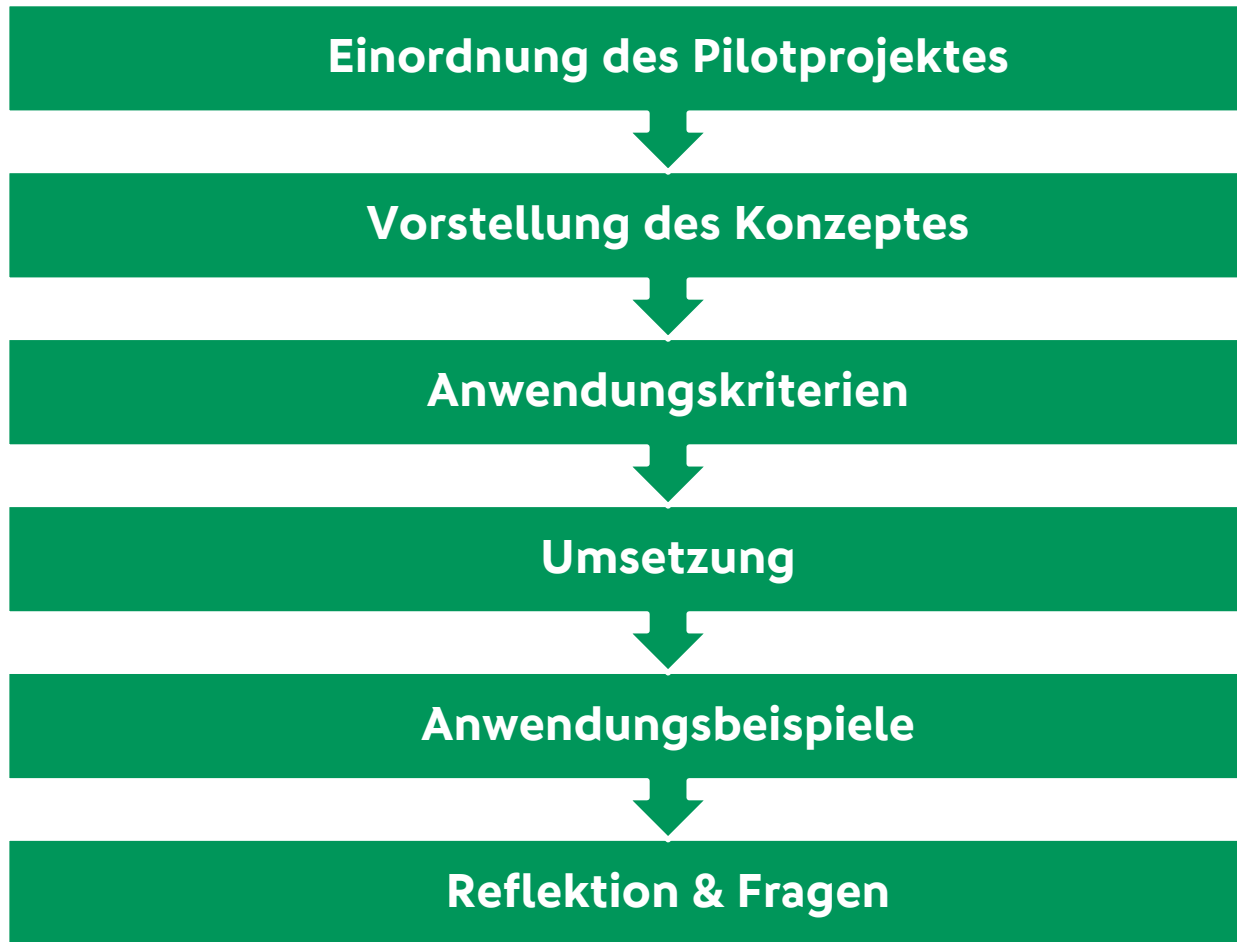 Einordnung des Pilotprojektes
Vorstellung des Konzeptes
Anwendungskriterien
Umsetzung
Anwendungsbeispiele
Reflektion & Fragen